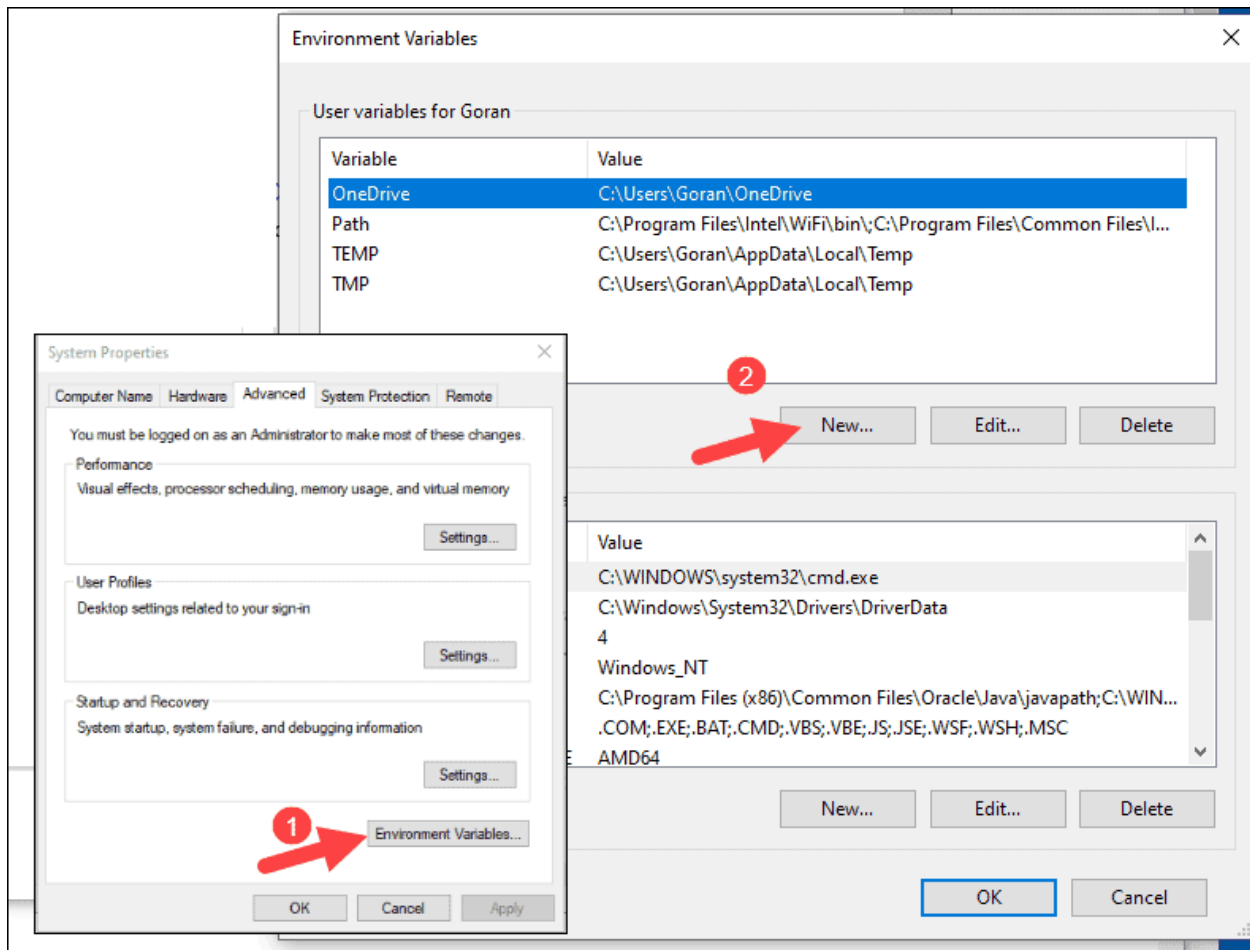 Environment Variables
User variables for Goran
Variable Value
OneDrive C:\Users\Goran\OneDrive
Path C:\Program Files\Intel\WiFi\bin\;C:\Program Files\Common Files\I...
TEMP C:\Users\Goran\AppData\Local\Temp
TMP C:\Users\Goran\AppData\Local\Temp
2
New... Edit... Delete
Value
C:\WINDOWS\system32\cmd.exe
C:\Windows\System32\Drivers\DriverData
4
Windows_NT
C:\Program Files (x86)\Common Files\Oracle\Java\javapath;C:\WIN...
.COM;.EXE;.BAT;.CMD;.VBS;.VBE;.JS;.JSE;.WSF;.WSH;.MSC
AMD64
New... Edit... Delete
OK Cancel
System Properties
Computer Name Hardware Advanced System Protection Remote
You must be logged on as an Administrator to make most of these changes.
Performance
Visual effects, processor scheduling, memory usage, and virtual memory
Settings...
User Profiles
Desktop settings related to your sign-in
Settings...
Startup and Recovery
System startup, system failure, and debugging information
Settings...
1
Environment Variables...
OK Cancel Apply